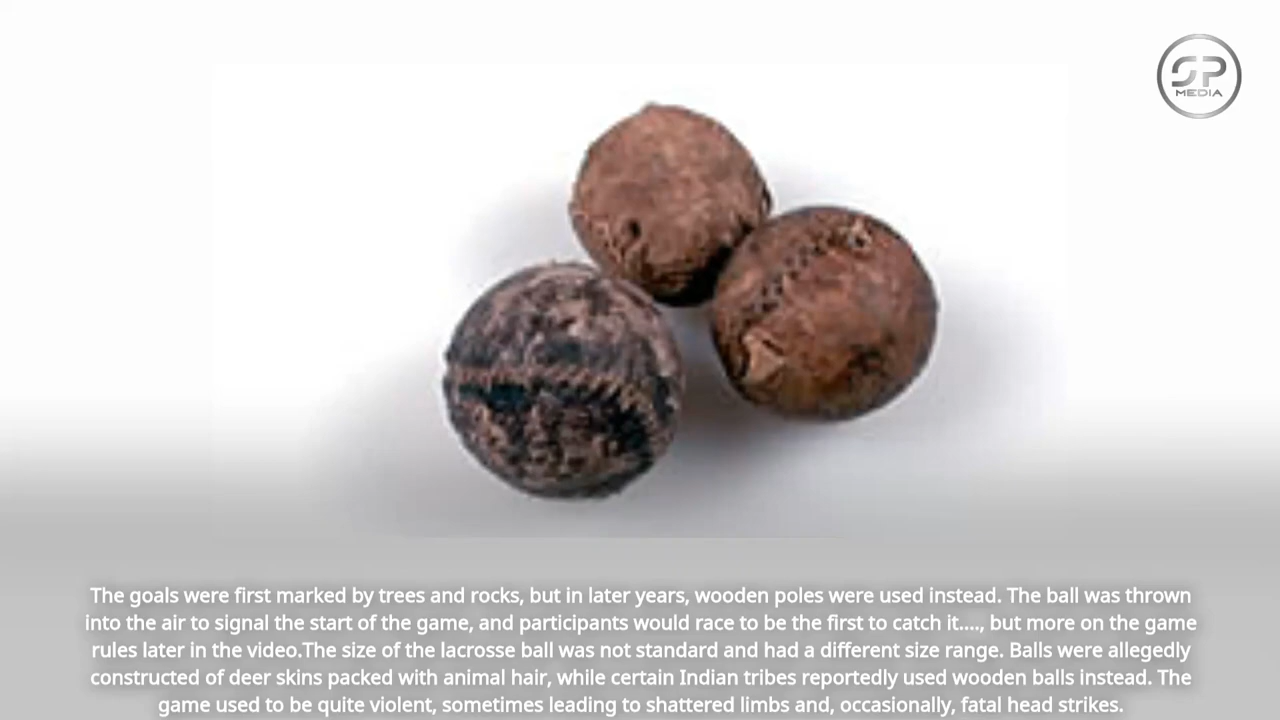 SP
MEDIA
The goals were first marked by trees and rocks, but in later years, wooden poles were used instead. The ball was thrown
into the air to signal the start of the game, and participants would race to be the first to catch it...., but more on the game
rules later in the video.The size of the lacrosse ball was not standard and had a different size range. Balls were allegedly
constructed of deer skins packed with animal hair, while certain Indian tribes reportedly used wooden balls instead. The
game used to be quite violent, sometimes leading to shattered limbs and, occasionally, fatal head strikes.